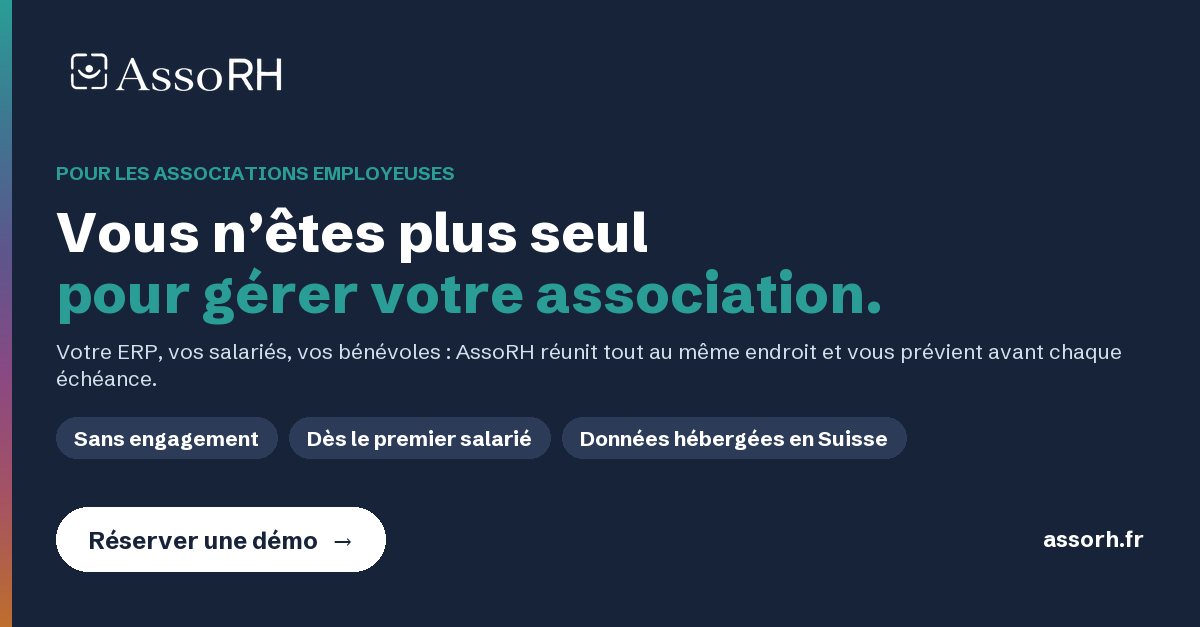 AssoRH
POUR LES ASSOCIATIONS EMPLOYEUSES
Vous n’êtes plus seul
pour gérer votre association.
Votre ERP, vos salariés, vos bénévoles : AssoRH réunit tout au même endroit et vous prévient avant chaque
échéance.
Sans engagement
Dès le premier salarié
Données hébergées en Suisse
Réserver une démo →
assorh.fr